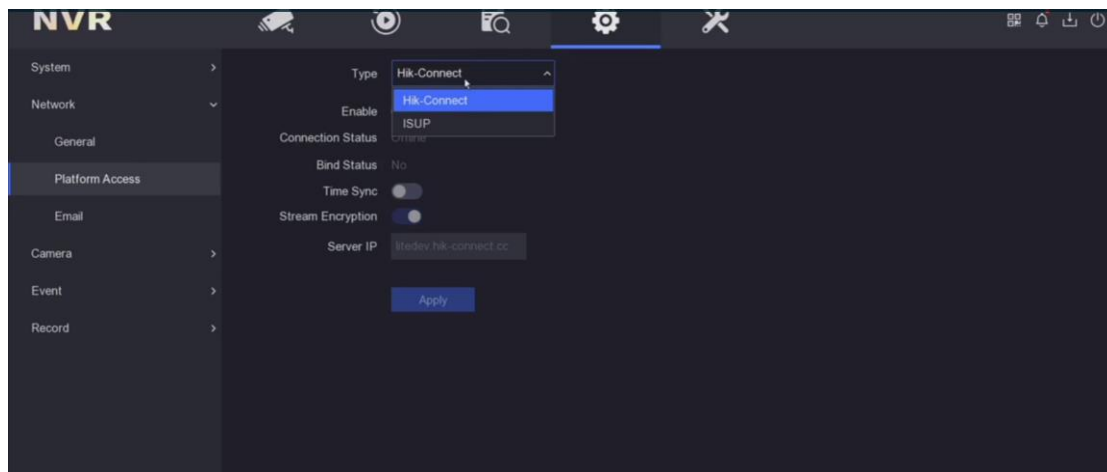 NVR
System
Network
General
Platform Access
Email
Camera
Event
Record
Type Hik-Connect
Hik-Connect
ISUP
Enable
Connection Status Offline
Bind Status No
Time Sync
Stream Encryption
Server IP litedev.hik-connect.cc
Apply